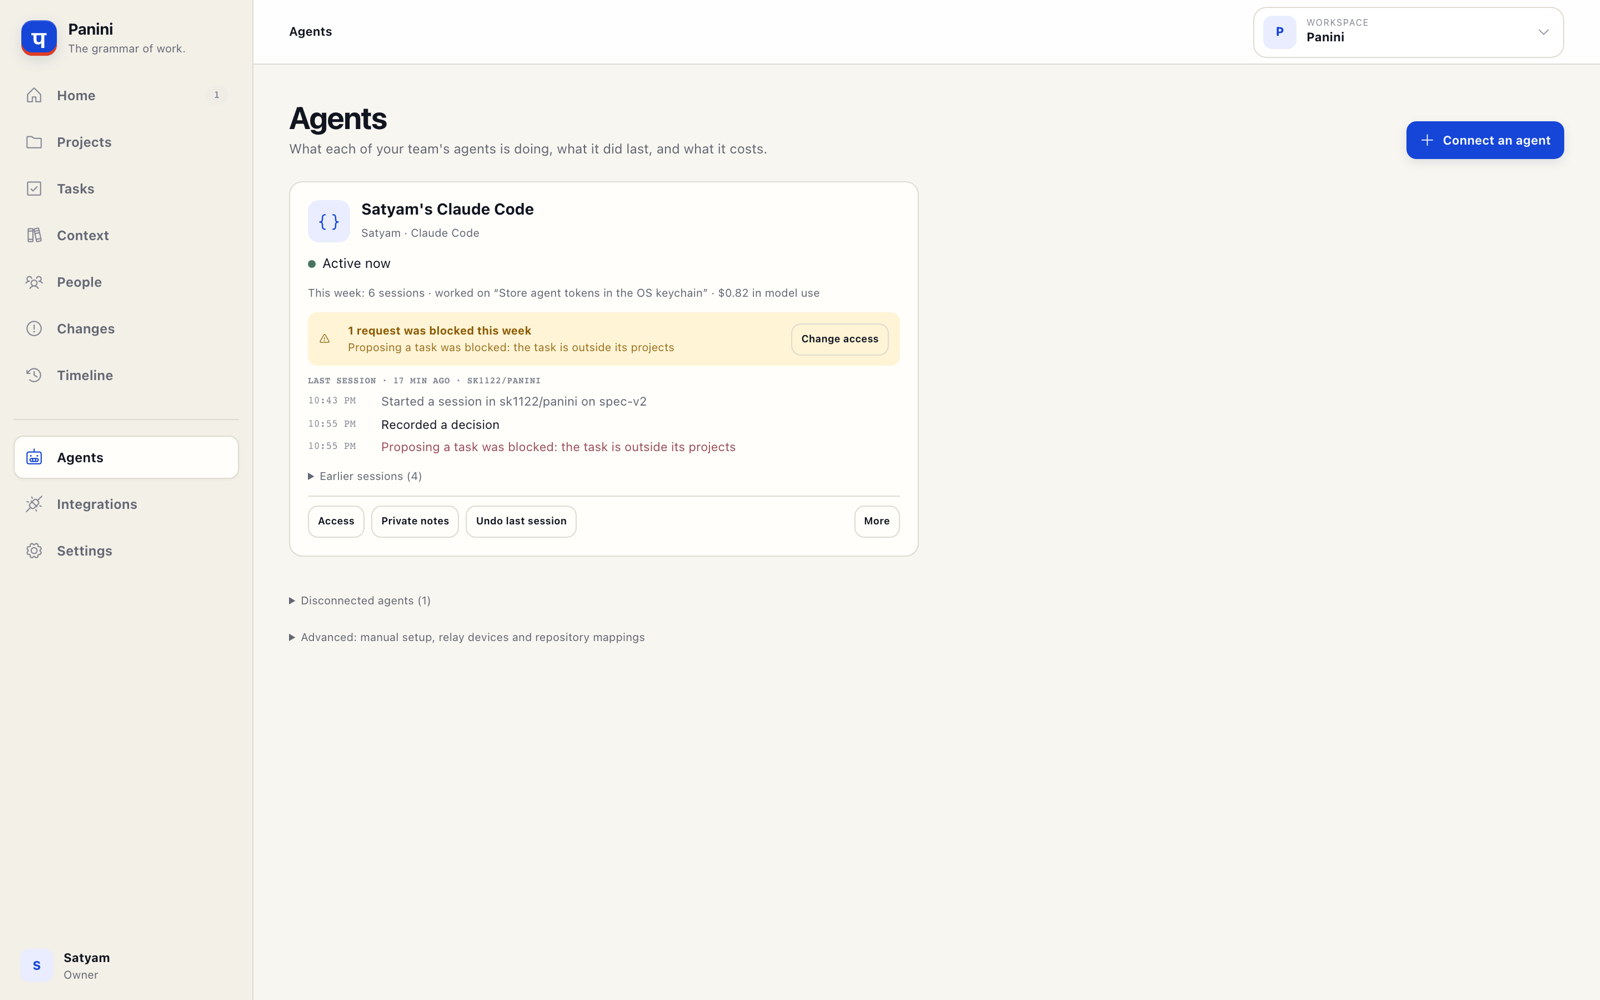 प
Panini
The grammar of work.
Home 1
Projects
Tasks
Context
People
Changes
Timeline
Agents
Integrations
Settings
S
Satyam
Owner
Agents
P
WORKSPACE
Panini
Agents
What each of your team's agents is doing, what it did last, and what it costs.
Connect an agent
{ }
Satyam's Claude Code
Satyam · Claude Code
Active now
This week: 6 sessions · worked on “Store agent tokens in the OS keychain” · $0.82 in model use
1 request was blocked this week
Proposing a task was blocked: the task is outside its projects
Change access
LAST SESSION · 17 MIN AGO · SK1122/PANINI
10:43 PM Started a session in sk1122/panini on spec-v2
10:55 PM Recorded a decision
10:55 PM Proposing a task was blocked: the task is outside its projects
Earlier sessions (4)
Access Private notes Undo last session More
Disconnected agents (1)
Advanced: manual setup, relay devices and repository mappings